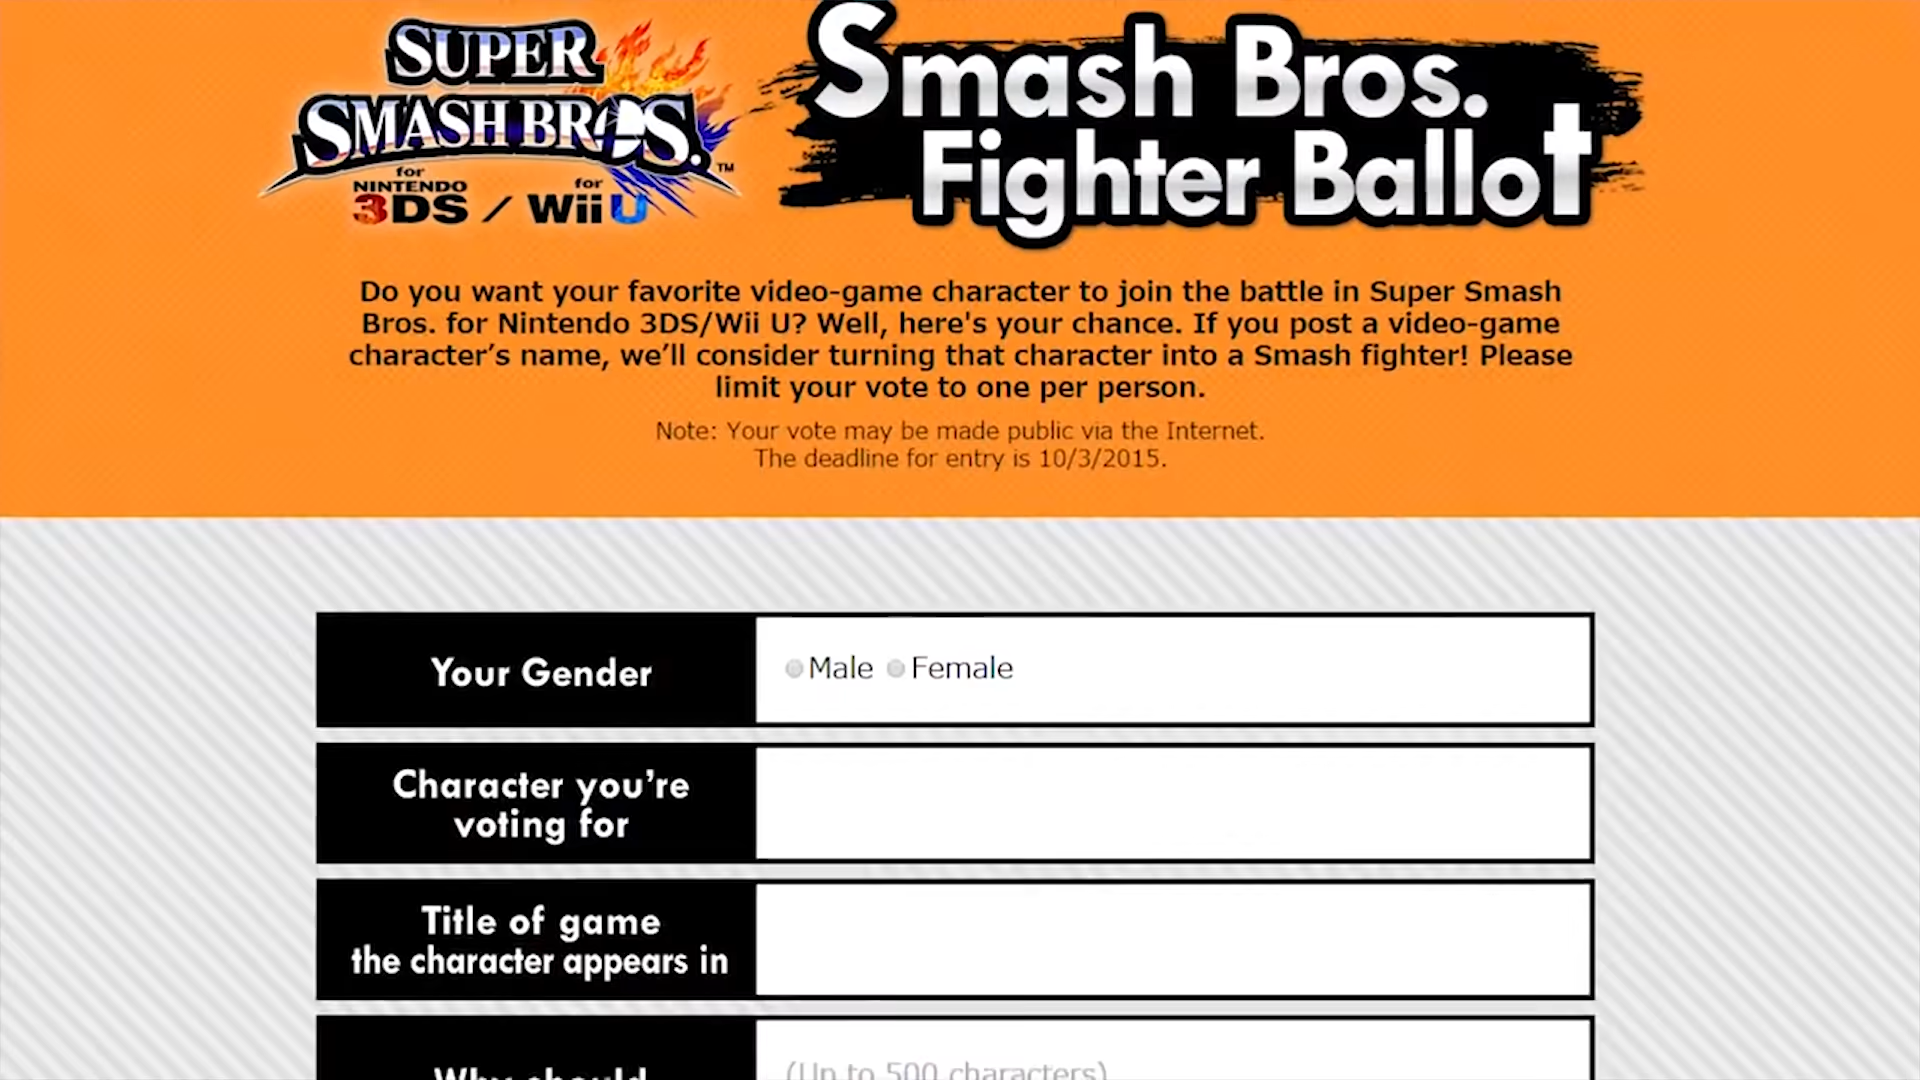 SUPER
SMASH BROS.
TM
for
NINTENDO
3DS / for Wii U
Smash Bros.
Fighter Ballot
Do you want your favorite video-game character to join the battle in Super Smash
Bros. for Nintendo 3DS/Wii U? Well, here's your chance. If you post a video-game
character’s name, we’ll consider turning that character into a Smash fighter! Please
limit your vote to one per person.
Note: Your vote may be made public via the Internet.
The deadline for entry is 10/3/2015.
Your Gender
Male Female
Character you’re
voting for
Title of game
the character appears in
Why should
(Up to 500 characters)